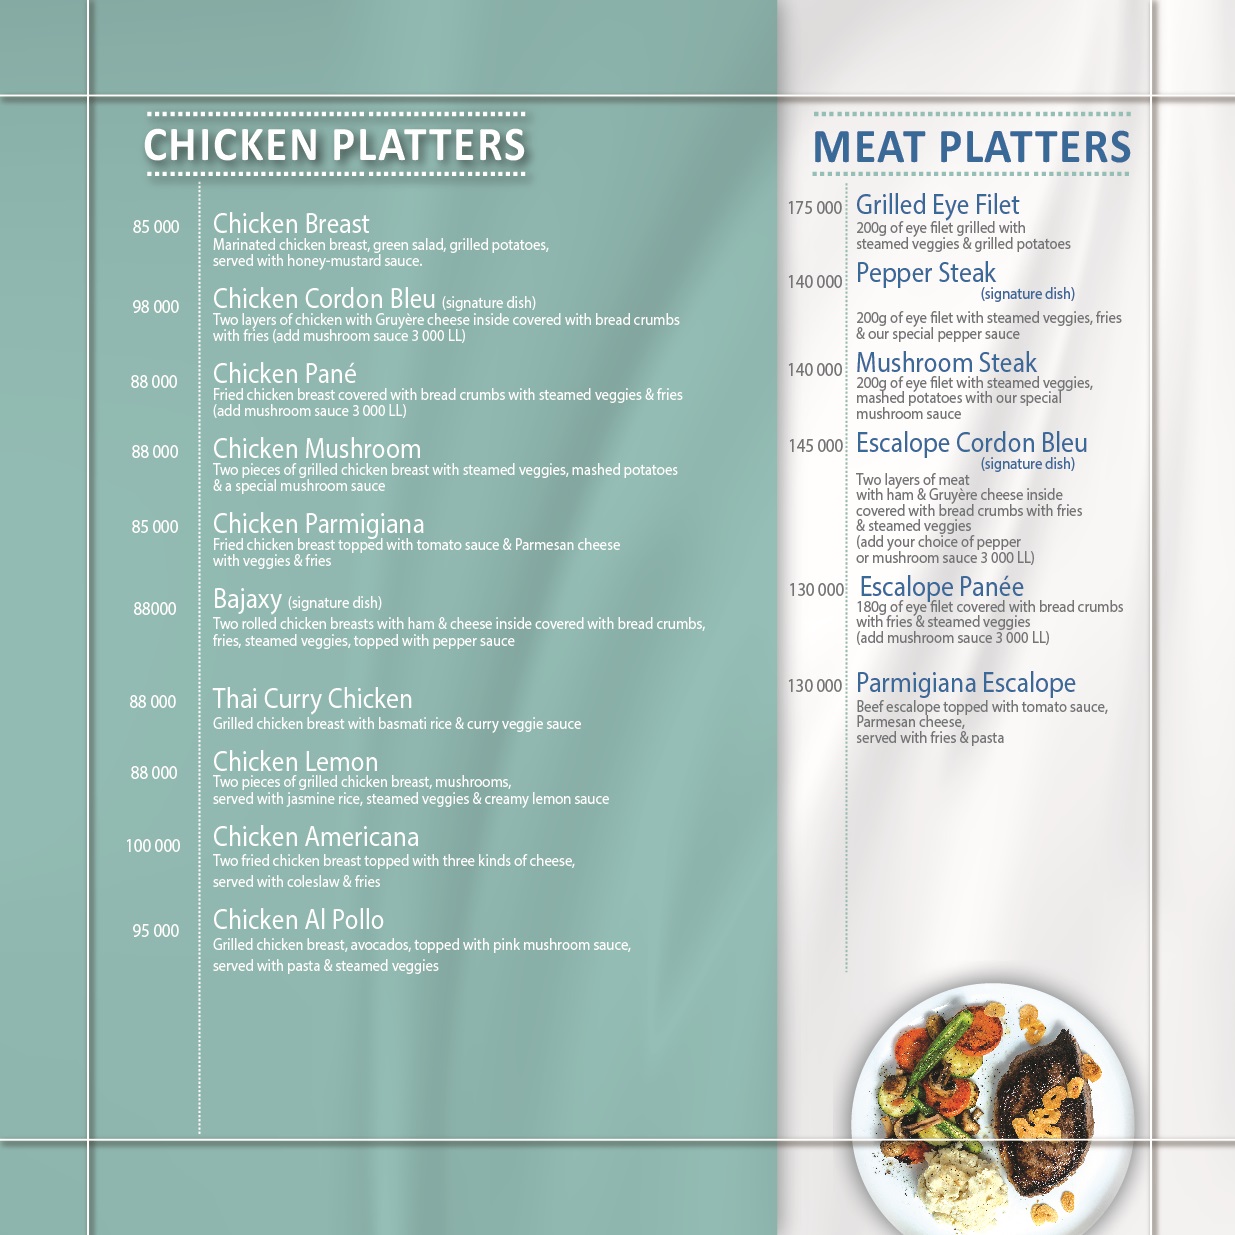 CHICKEN PLATTERS
85 000
Chicken Breast
Marinated chicken breast, green salad, grilled potatoes,
served with honey-mustard sauce.
98 000
Chicken Cordon Bleu (signature dish)
Two layers of chicken with Gruyère cheese inside covered with bread crumbs
with fries (add mushroom sauce 3 000 LL)
88 000
Chicken Pané
Fried chicken breast covered with bread crumbs with steamed veggies & fries
(add mushroom sauce 3 000 LL)
88 000
Chicken Mushroom
Two pieces of grilled chicken breast with steamed veggies, mashed potatoes
& a special mushroom sauce
85 000
Chicken Parmigiana
Fried chicken breast topped with tomato sauce & Parmesan cheese
with veggies & fries
88000
Bajaxy (signature dish)
Two rolled chicken breasts with ham & cheese inside covered with bread crumbs,
fries, steamed veggies, topped with pepper sauce
88 000
Thai Curry Chicken
Grilled chicken breast with basmati rice & curry veggie sauce
88 000
Chicken Lemon
Two pieces of grilled chicken breast, mushrooms,
served with jasmine rice, steamed veggies & creamy lemon sauce
100 000
Chicken Americana
Two fried chicken breast topped with three kinds of cheese,
served with coleslaw & fries
95 000
Chicken Al Pollo
Grilled chicken breast, avocados, topped with pink mushroom sauce,
served with pasta & steamed veggies
MEAT PLATTERS
175 000
Grilled Eye Filet
200g of eye filet grilled with
steamed veggies & grilled potatoes
140 000
Pepper Steak
(signature dish)
200g of eye filet with steamed veggies, fries
& our special pepper sauce
140 000
Mushroom Steak
200g of eye filet with steamed veggies,
mashed potatoes with our special
mushroom sauce
145 000
Escalope Cordon Bleu
(signature dish)
Two layers of meat
with ham & Gruyère cheese inside
covered with bread crumbs with fries
& steamed veggies
(add your choice of pepper
or mushroom sauce 3 000 LL)
130 000
Escalope Panée
180g of eye filet covered with bread crumbs
with fries & steamed veggies
(add mushroom sauce 3 000 LL)
130 000
Parmigiana Escalope
Beef escalope topped with tomato sauce,
Parmesan cheese,
served with fries & pasta